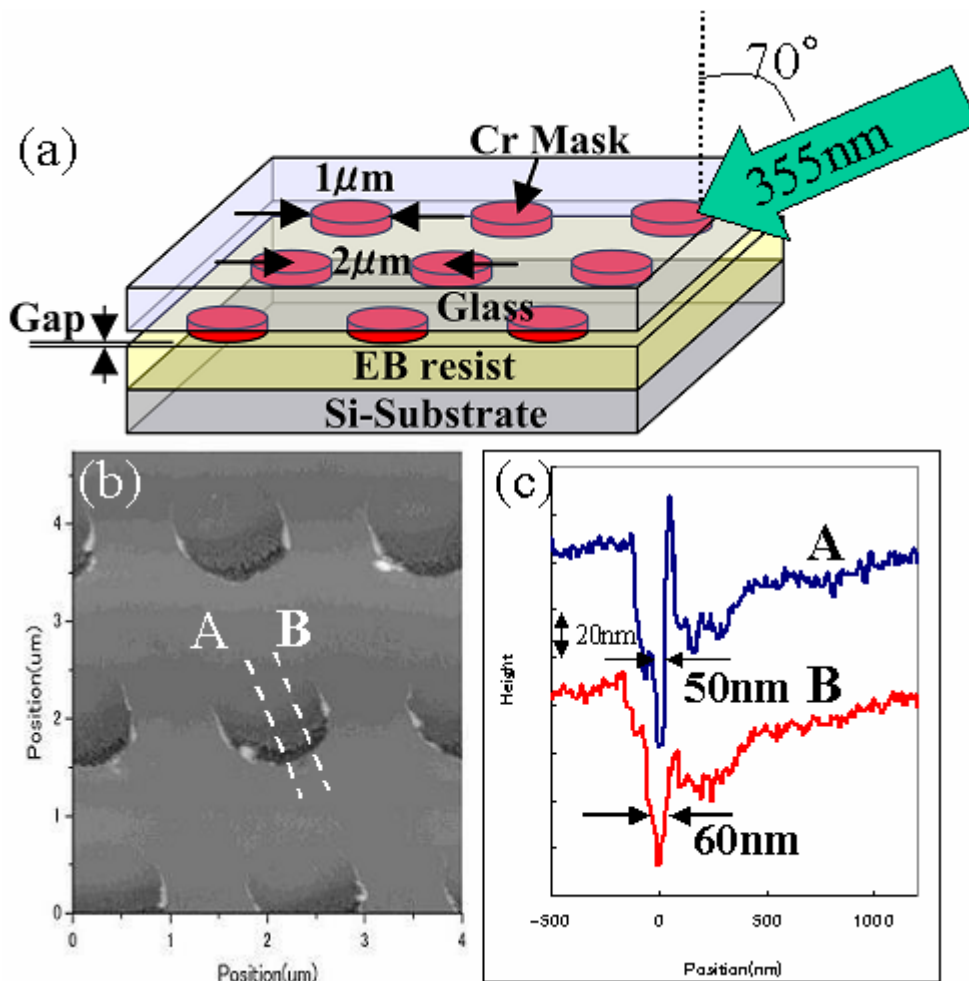 (a)
70°
355nm
Cr Mask
1μm
2μm
Glass
Gap
EB resist
Si-Substrate
(b)
A B
Position(um)
4
3
2
1
0
0 1 2 3 4
Position(um)
(c)
A
20nm
50nm
B
60nm
Height
-500 0 500 1000
Position(nm)